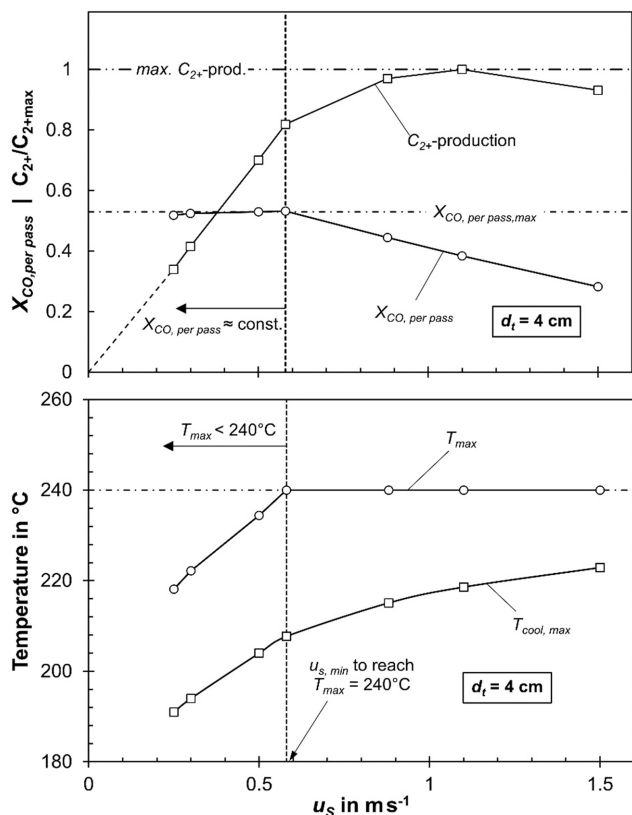 1
max. C₂₊-prod.
0.8
C₂₊-production
0.6
X_CO, per pass,max
0.4
X_CO,per pass | C₂₊/C₂₊max
0.2
X_CO, per pass ≈ const.
X_CO, per pass
dₜ = 4 cm
0
260
T_max < 240°C
T_max
240
220
T_cool, max
Temperature in °C
200
u_s, min to reach
T_max = 240°C
dₜ = 4 cm
180
0
0.5
1
1.5
u_S in ms⁻¹